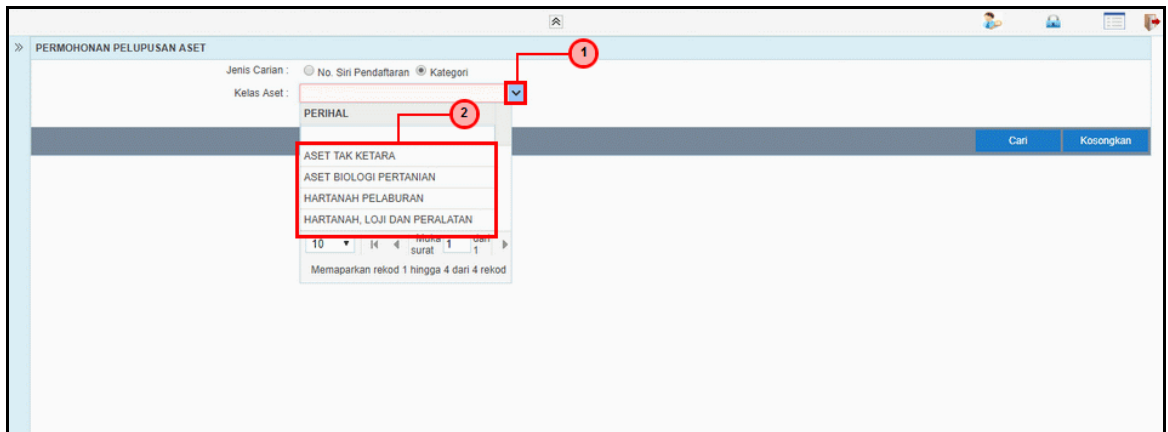 PERMOHONAN PELUPUSAN ASET
1
Jenis Carian : No. Siri Pendaftaran Kategori
Kelas Aset :
PERIHAL
2
Cari Kosongkan
ASET TAK KETARA
ASET BIOLOGI PERTANIAN
HARTANAH PELABURAN
HARTANAH, LOJI DAN PERALATAN
10 Muka surat 1 dari 1
Memaparkan rekod 1 hingga 4 dari 4 rekod